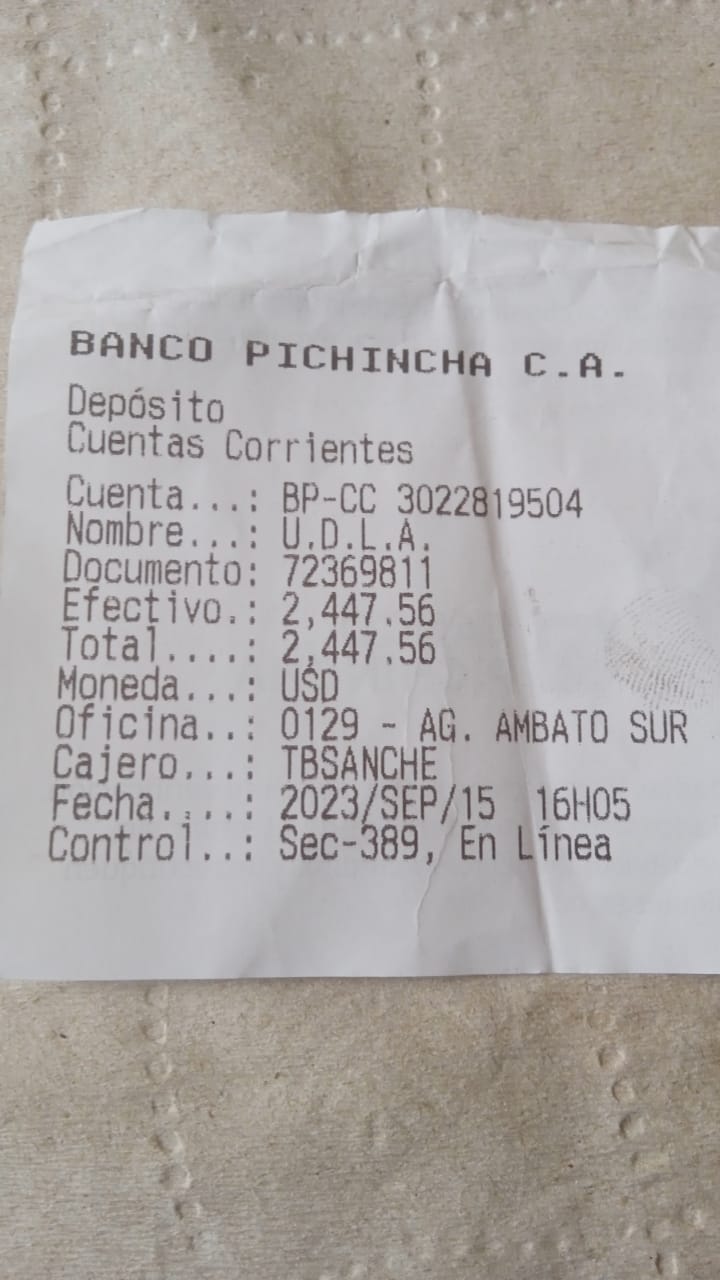 BANCO PICHINCHA C.A.
Depósito
Cuentas Corrientes
Cuenta...: BP-CC 3022819504
Nombre...: U.D.L.A.
Documento: 72369811
Efectivo.: 2,447.56
Total....: 2,447.56
Moneda...: USD
Oficina..: 0129 - AG. AMBATO SUR
Cajero...: TBSANCHE
Fecha....: 2023/SEP/15 16H05
Control..: Sec-389, En Línea